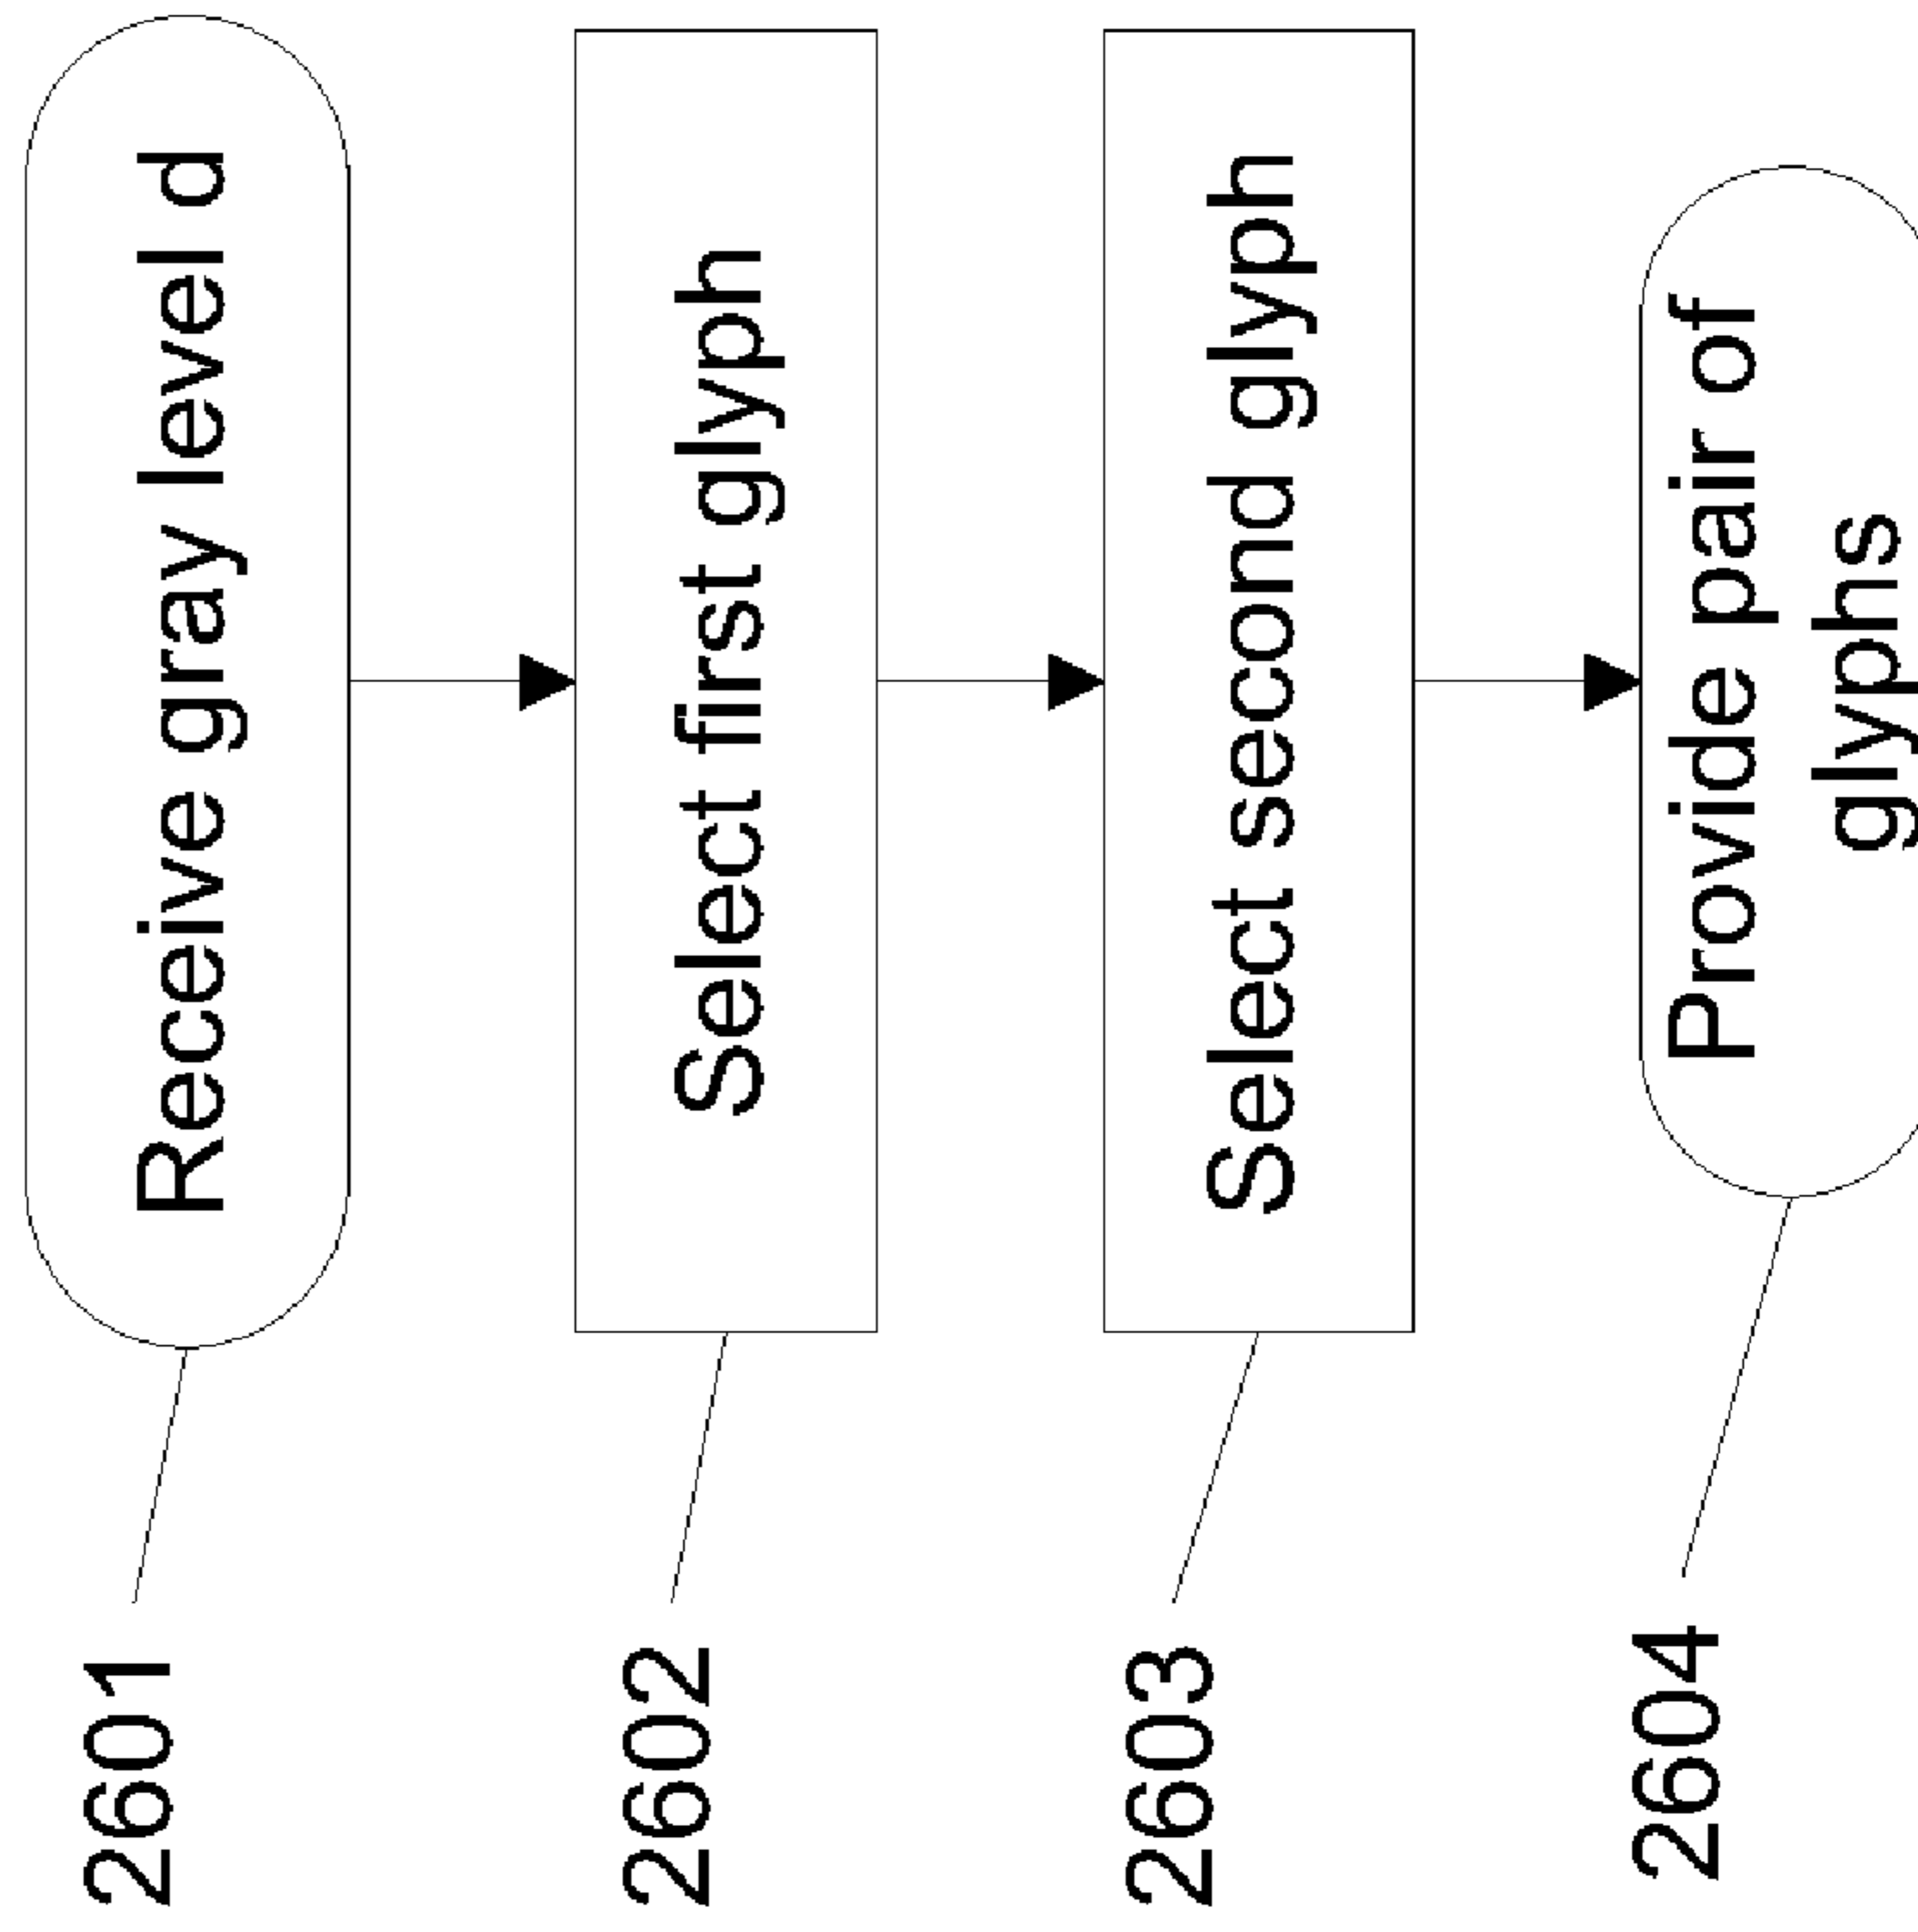 Receive gray level d
2601
Select first glyph
2602
Select second glyph
2603
Provide pair of
glyphs
2604